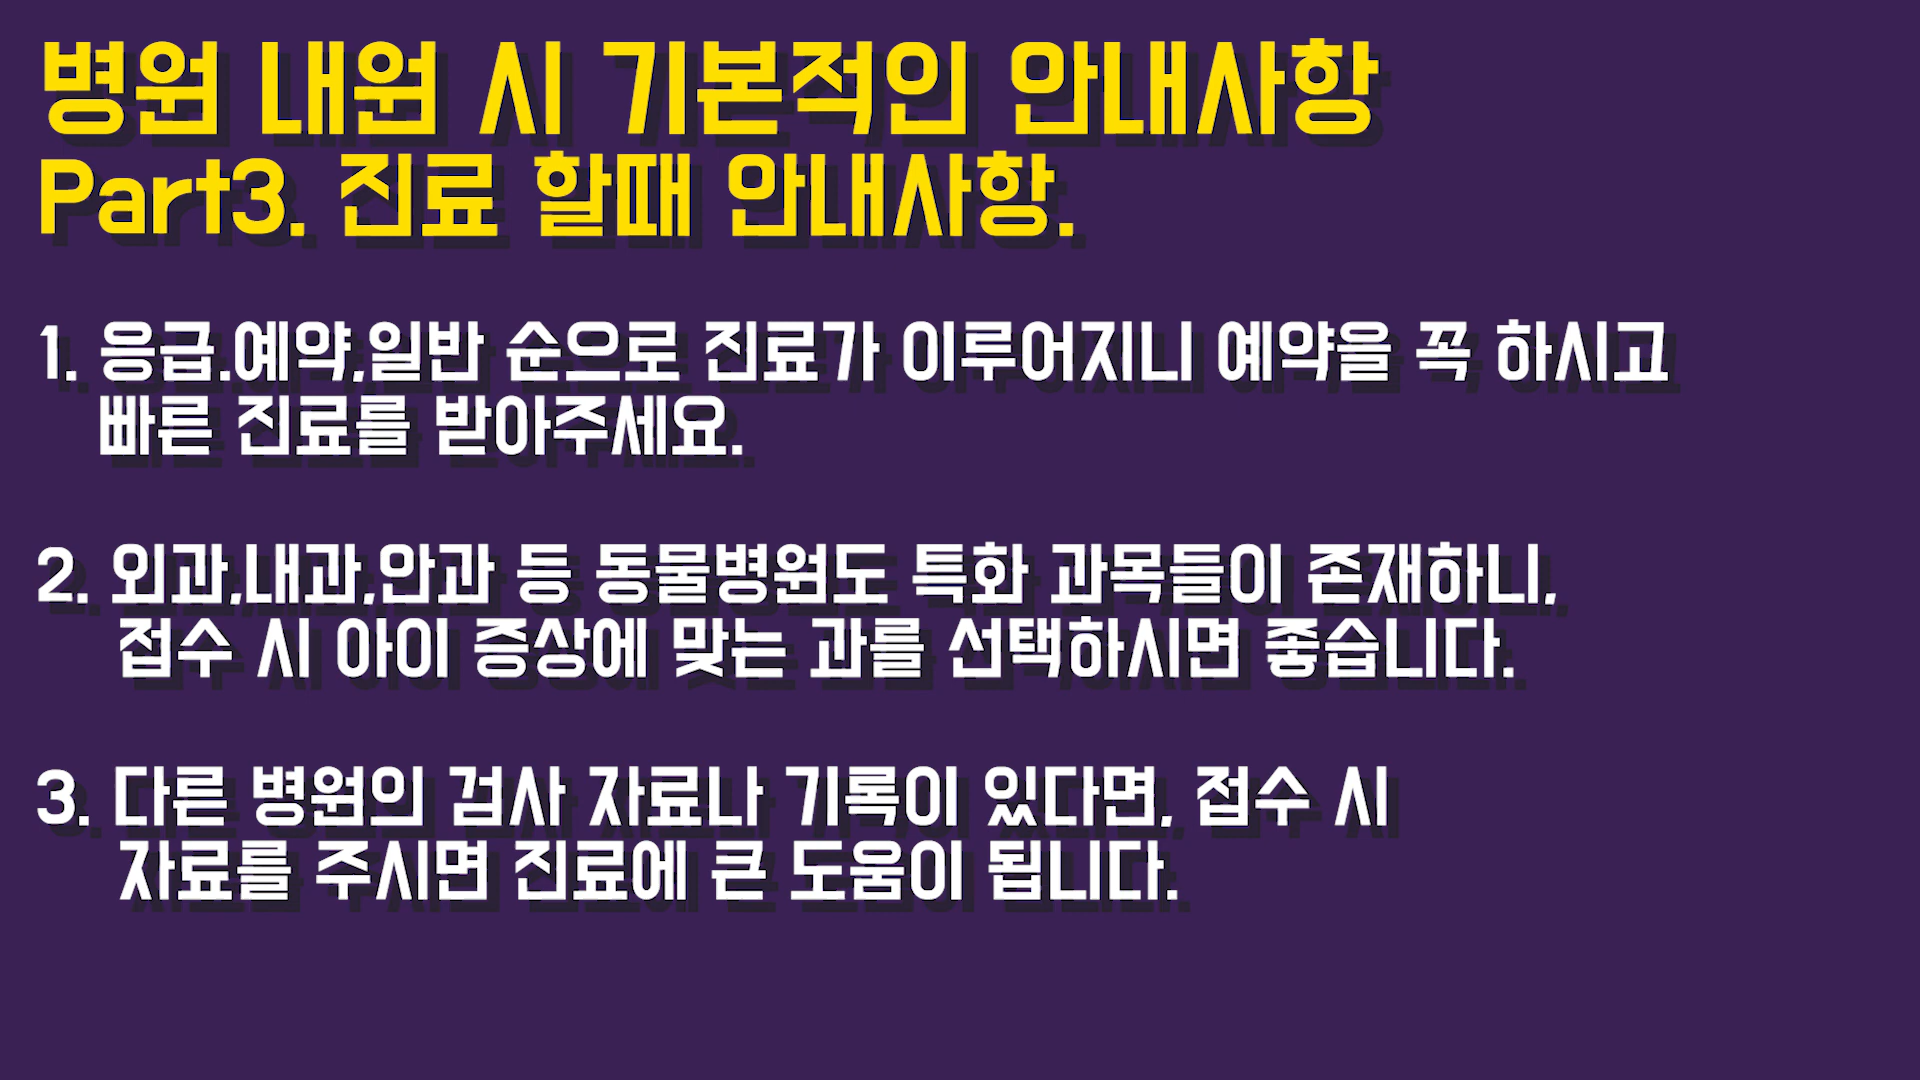 병원 내원 시 기본적인 안내사항
Part3. 진료 할때 안내사항.
1. 응급.예약,일반 순으로 진료가 이루어지니 예약을 꼭 하시고
빠른 진료를 받아주세요.
2. 외과,내과,안과 등 동물병원도 특화 과목들이 존재하니,
접수 시 아이 증상에 맞는 과를 선택하시면 좋습니다.
3. 다른 병원의 검사 자료나 기록이 있다면, 접수 시
자료를 주시면 진료에 큰 도움이 됩니다.